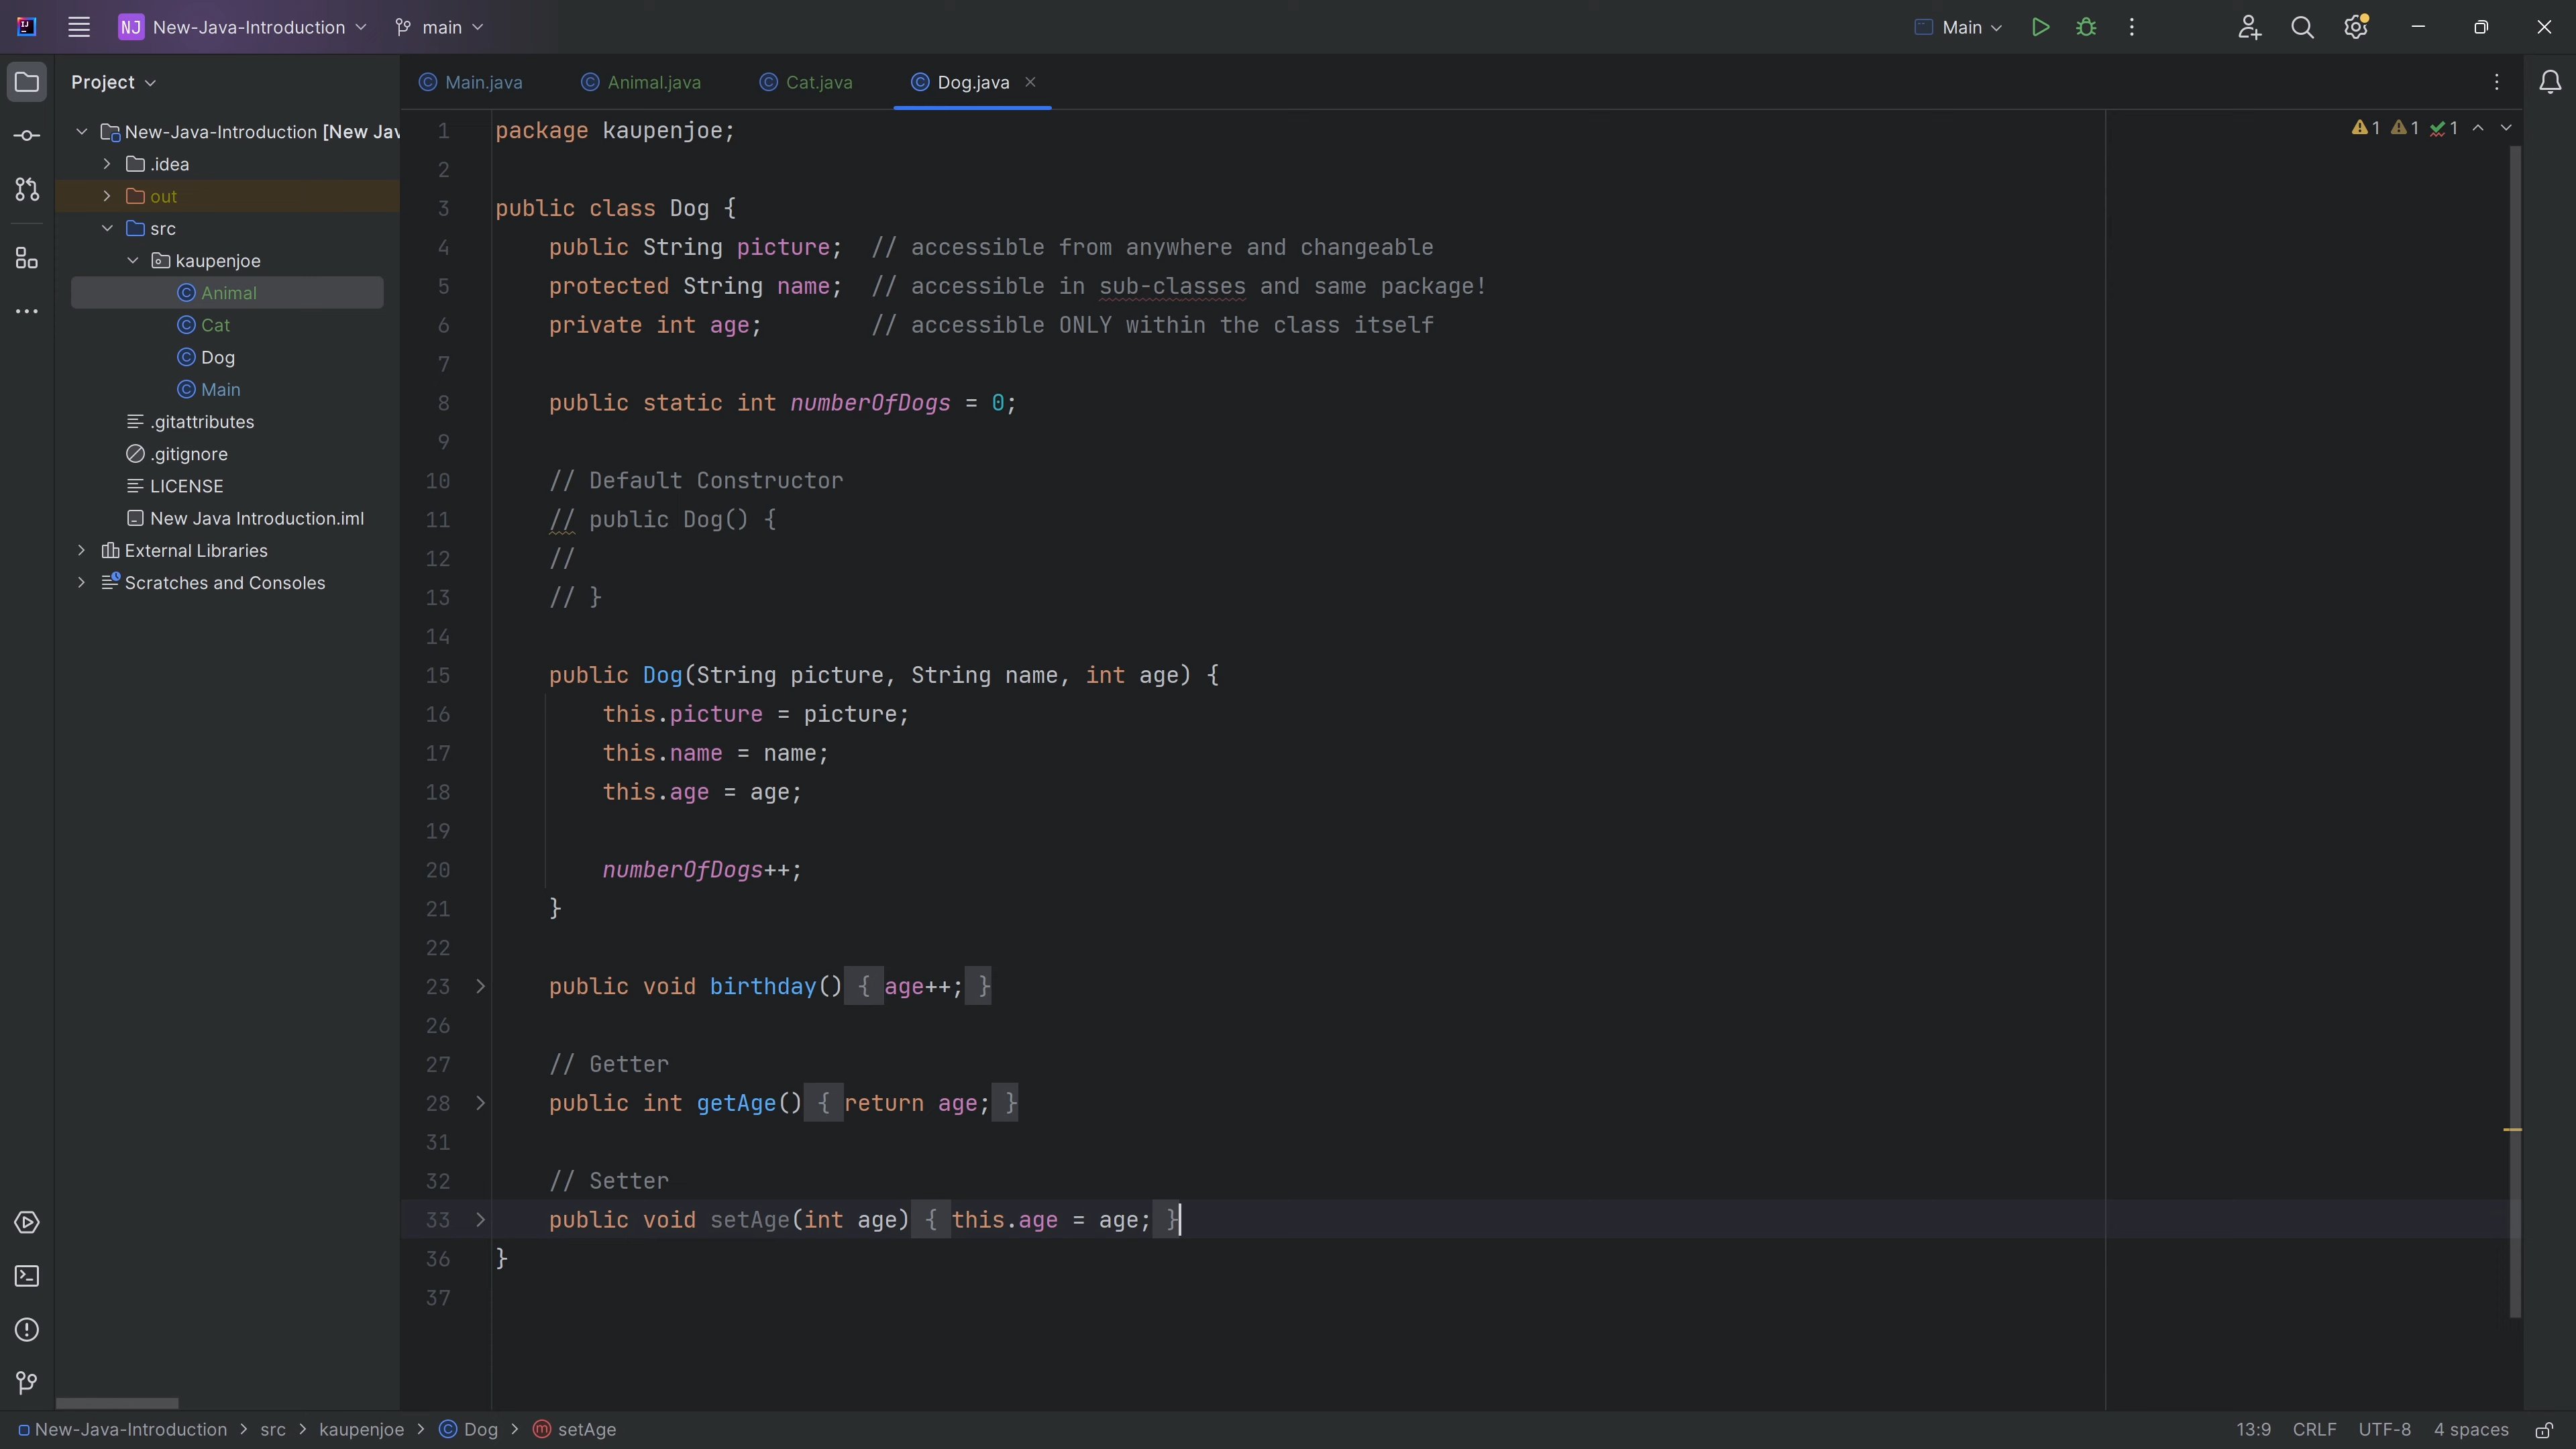 NJ New-Java-Introduction main Main
Project
Main.java Animal.java Cat.java Dog.java
New-Java-Introduction [New Jav
.idea
out
src
kaupenjoe
Animal
Cat
Dog
Main
.gitattributes
.gitignore
LICENSE
New Java Introduction.iml
External Libraries
Scratches and Consoles
1 1 1
1 package kaupenjoe;
2
3 public class Dog {
4 public String picture; // accessible from anywhere and changeable
5 protected String name; // accessible in sub-classes and same package!
6 private int age; // accessible ONLY within the class itself
7
8 public static int numberOfDogs = 0;
9
10 // Default Constructor
11 // public Dog() {
12 //
13 // }
14
15 public Dog(String picture, String name, int age) {
16 this.picture = picture;
17 this.name = name;
18 this.age = age;
19
20 numberOfDogs++;
21 }
22
23 public void birthday() { age++; }
26
27 // Getter
28 public int getAge() { return age; }
31
32 // Setter
33 public void setAge(int age) { this.age = age; }
36 }
37
New-Java-Introduction > src > kaupenjoe > Dog > setAge 13:9 CRLF UTF-8 4 spaces